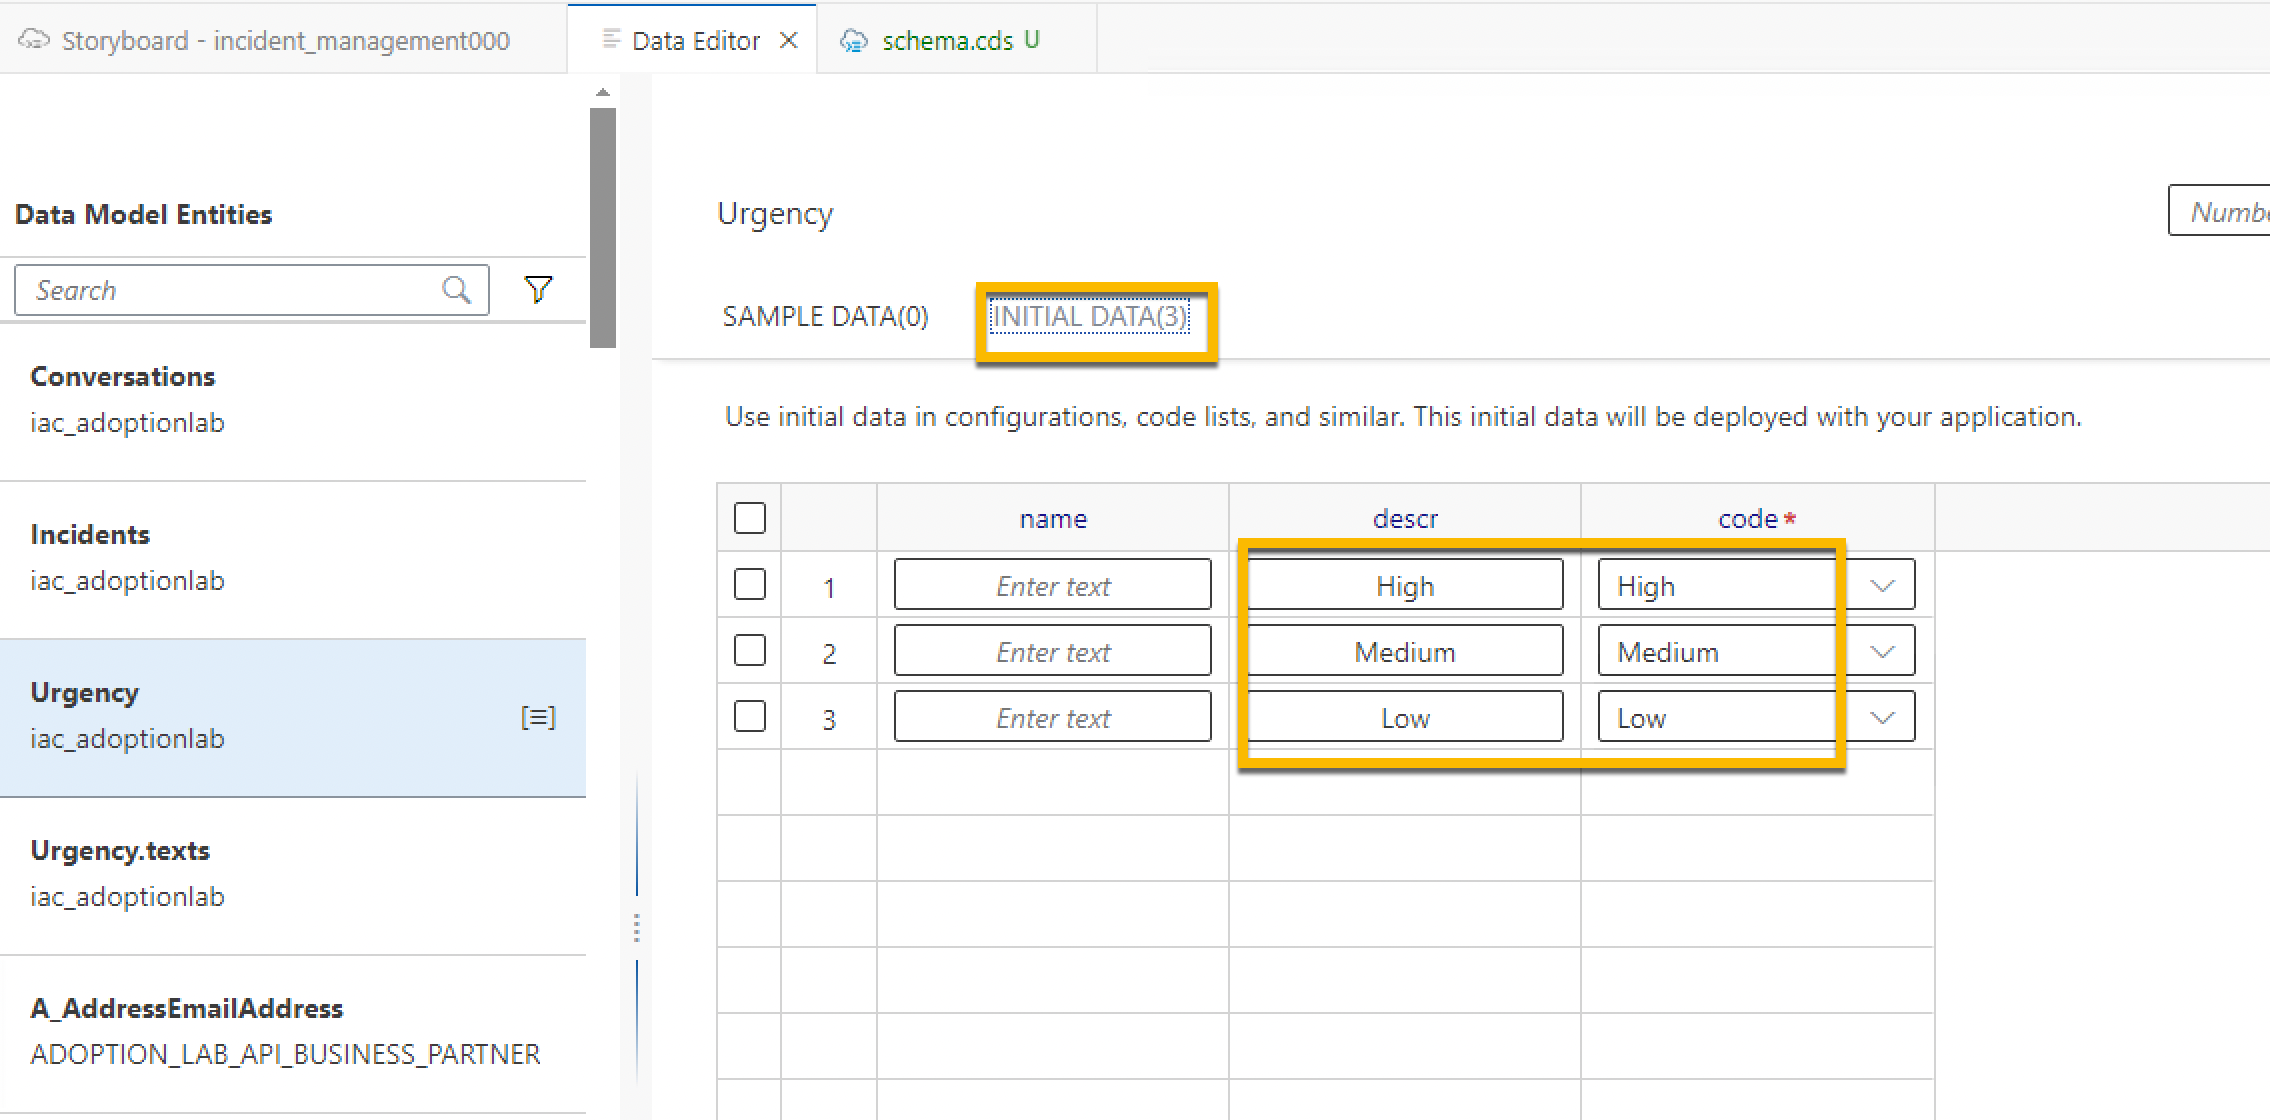 Storyboard - incident_management000
Data Editor
schema.cds U
Data Model Entities
Search
Conversations
iac_adoptionlab
Incidents
iac_adoptionlab
Urgency
iac_adoptionlab
Urgency.texts
iac_adoptionlab
A_AddressEmailAddress
ADOPTION_LAB_API_BUSINESS_PARTNER
Urgency
SAMPLE DATA(0) INITIAL DATA(3)
Use initial data in configurations, code lists, and similar. This initial data will be deployed with your application.
name descr code *
1 Enter text High High
2 Enter text Medium Medium
3 Enter text Low Low